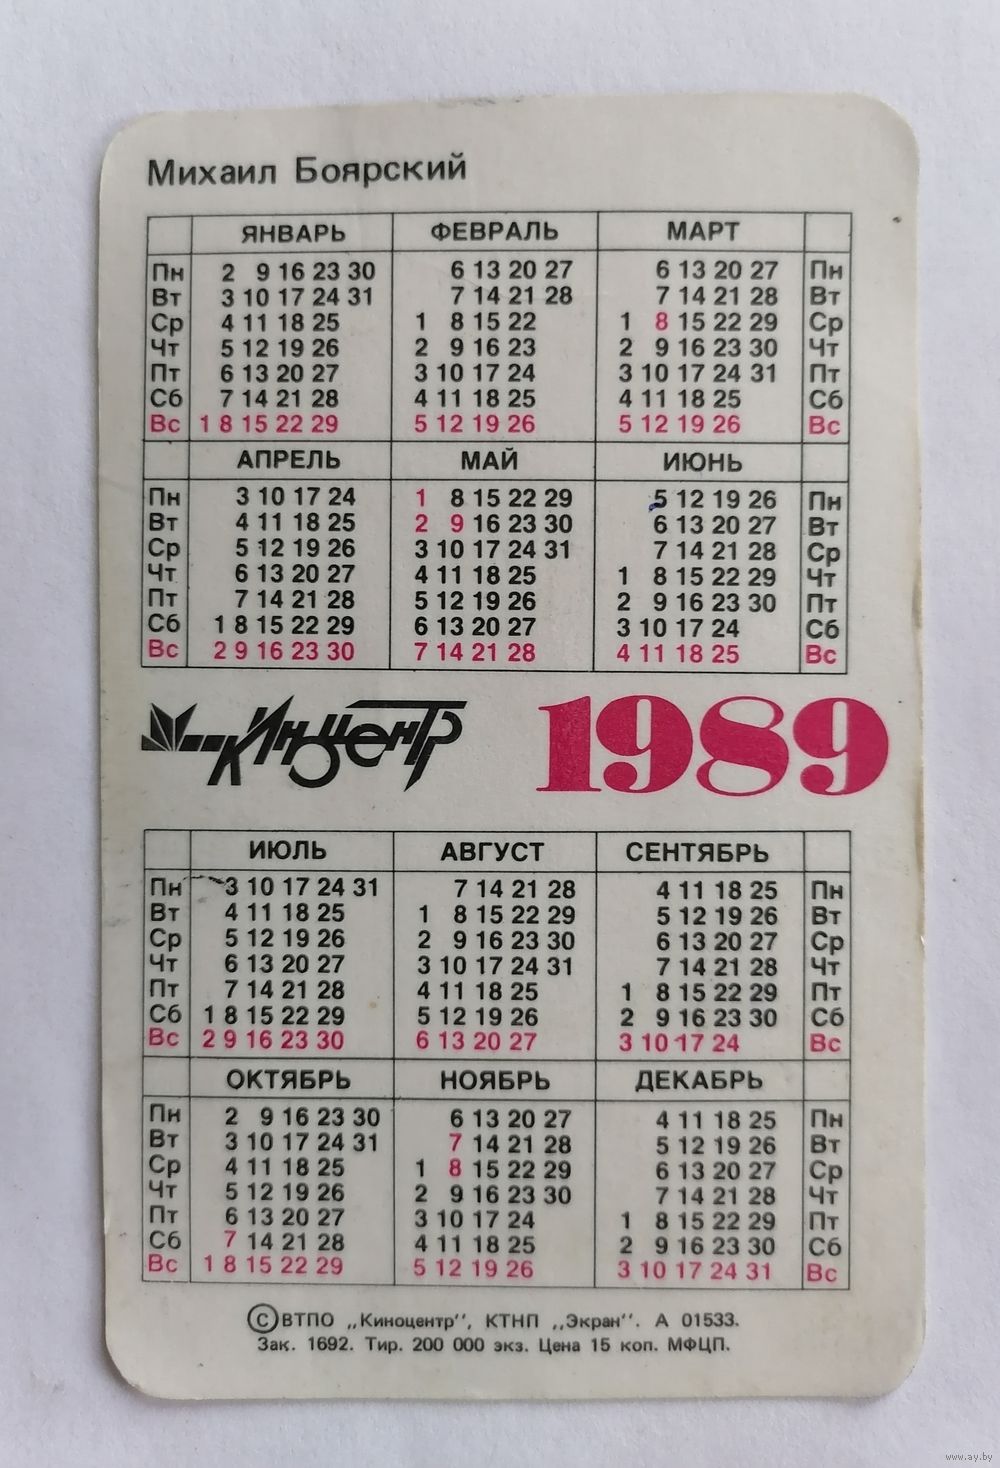 Михаил Боярский
ЯНВАРЬ ФЕВРАЛЬ МАРТ
Пн 2 9 16 23 30 6 13 20 27 6 13 20 27 Пн
Вт 3 10 17 24 31 7 14 21 28 7 14 21 28 Вт
Ср 4 11 18 25 1 8 15 22 1 8 15 22 29 Ср
Чт 5 12 19 26 2 9 16 23 2 9 16 23 30 Чт
Пт 6 13 20 27 3 10 17 24 3 10 17 24 31 Пт
Сб 7 14 21 28 4 11 18 25 4 11 18 25 Сб
Вс 1 8 15 22 29 5 12 19 26 5 12 19 26 Вс
АПРЕЛЬ МАЙ ИЮНЬ
Пн 3 10 17 24 1 8 15 22 29 5 12 19 26 Пн
Вт 4 11 18 25 2 9 16 23 30 6 13 20 27 Вт
Ср 5 12 19 26 3 10 17 24 31 7 14 21 28 Ср
Чт 6 13 20 27 4 11 18 25 1 8 15 22 29 Чт
Пт 7 14 21 28 5 12 19 26 2 9 16 23 30 Пт
Сб 1 8 15 22 29 6 13 20 27 3 10 17 24 Сб
Вс 2 9 16 23 30 7 14 21 28 4 11 18 25 Вс
Киноцентр 1989
ИЮЛЬ АВГУСТ СЕНТЯБРЬ
Пн 3 10 17 24 31 7 14 21 28 4 11 18 25 Пн
Вт 4 11 18 25 1 8 15 22 29 5 12 19 26 Вт
Ср 5 12 19 26 2 9 16 23 30 6 13 20 27 Ср
Чт 6 13 20 27 3 10 17 24 31 7 14 21 28 Чт
Пт 7 14 21 28 4 11 18 25 1 8 15 22 29 Пт
Сб 1 8 15 22 29 5 12 19 26 2 9 16 23 30 Сб
Вс 2 9 16 23 30 6 13 20 27 3 10 17 24 Вс
ОКТЯБРЬ НОЯБРЬ ДЕКАБРЬ
Пн 2 9 16 23 30 6 13 20 27 4 11 18 25 Пн
Вт 3 10 17 24 31 7 14 21 28 5 12 19 26 Вт
Ср 4 11 18 25 1 8 15 22 29 6 13 20 27 Ср
Чт 5 12 19 26 2 9 16 23 30 7 14 21 28 Чт
Пт 6 13 20 27 3 10 17 24 1 8 15 22 29 Пт
Сб 7 14 21 28 4 11 18 25 2 9 16 23 30 Сб
Вс 1 8 15 22 29 5 12 19 26 3 10 17 24 31 Вс
©ВТПО „Киноцентр", КТНП „Экран". А 01533.
Зак. 1692. Тир. 200 000 экз. Цена 15 коп. МФЦП.
www.ay.by